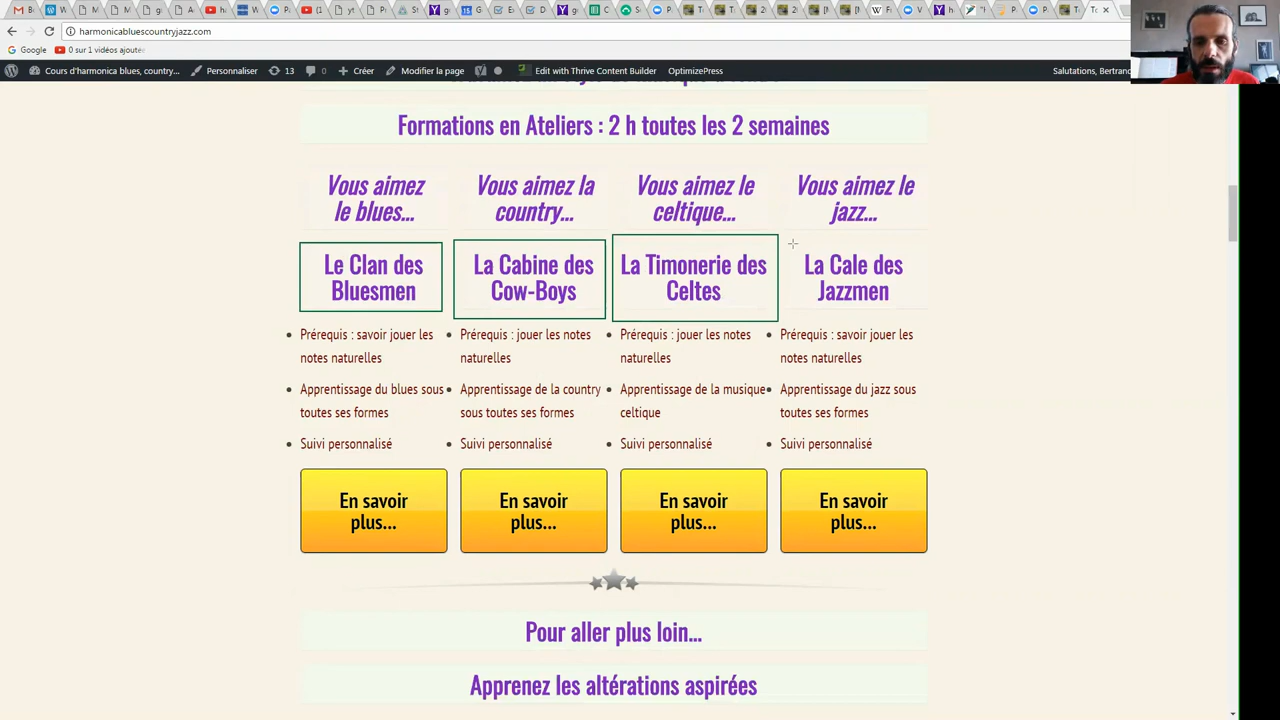 harmonicabluescountryjazz.com
Google
0 sur 1 vidéos ajouté
Cours d'harmonica blues, country... Personnaliser 13 0 Créer Modifier la page Edit with Thrive Content Builder OptimizePress Salutations, Bertran
Formations en Ateliers : 2 h toutes les 2 semaines
Vous aimez
le blues...
Vous aimez la
country...
Vous aimez le
celtique...
Vous aimez le
jazz...
Le Clan des
Bluesmen
La Cabine des
Cow-Boys
La Timonerie des
Celtes
La Cale des
Jazzmen
Prérequis : savoir jouer les
notes naturelles
Apprentissage du blues sous
toutes ses formes
Suivi personnalisé
Prérequis : jouer les notes
naturelles
Apprentissage de la country
sous toutes ses formes
Suivi personnalisé
Prérequis : jouer les notes
naturelles
Apprentissage de la musique
celtique
Suivi personnalisé
Prérequis : savoir jouer les
notes naturelles
Apprentissage du jazz sous
toutes ses formes
Suivi personnalisé
En savoir
plus...
En savoir
plus...
En savoir
plus...
En savoir
plus...
Pour aller plus loin...
Apprenez les altérations aspirées